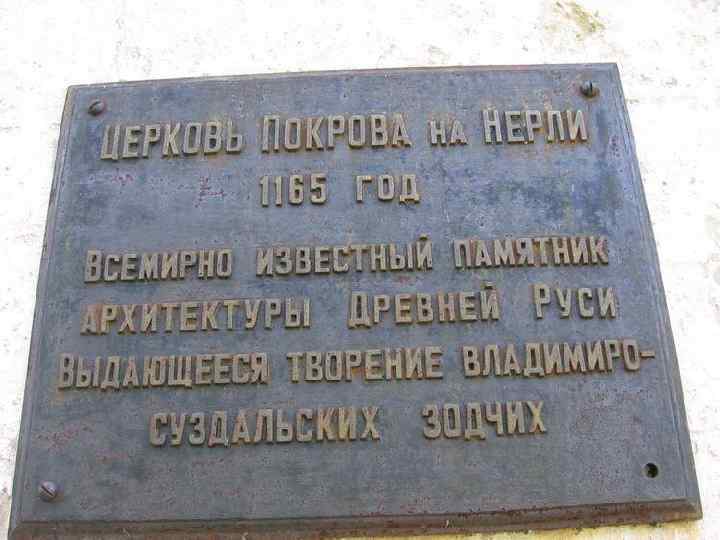 Церковь Покрова на Нерли
1165 год
Всемирно известный памятник
архитектуры Древней Руси
Выдающееся творение владимиро-
суздальских зодчих